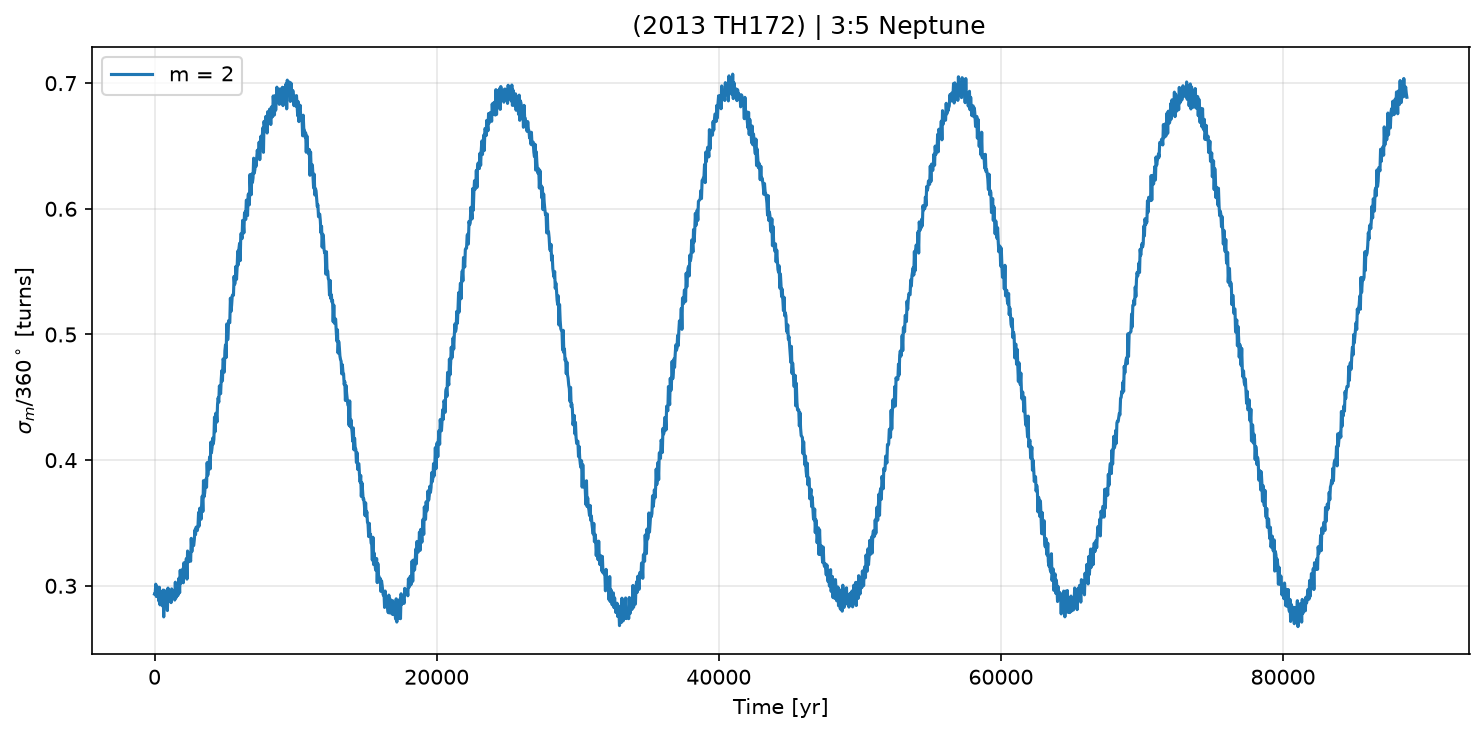 (2013 TH172) | 3:5 Neptune
m = 2
σₘ/360° [turns]
0.7
0.6
0.5
0.4
0.3
0 20000 40000 60000 80000
Time [yr]